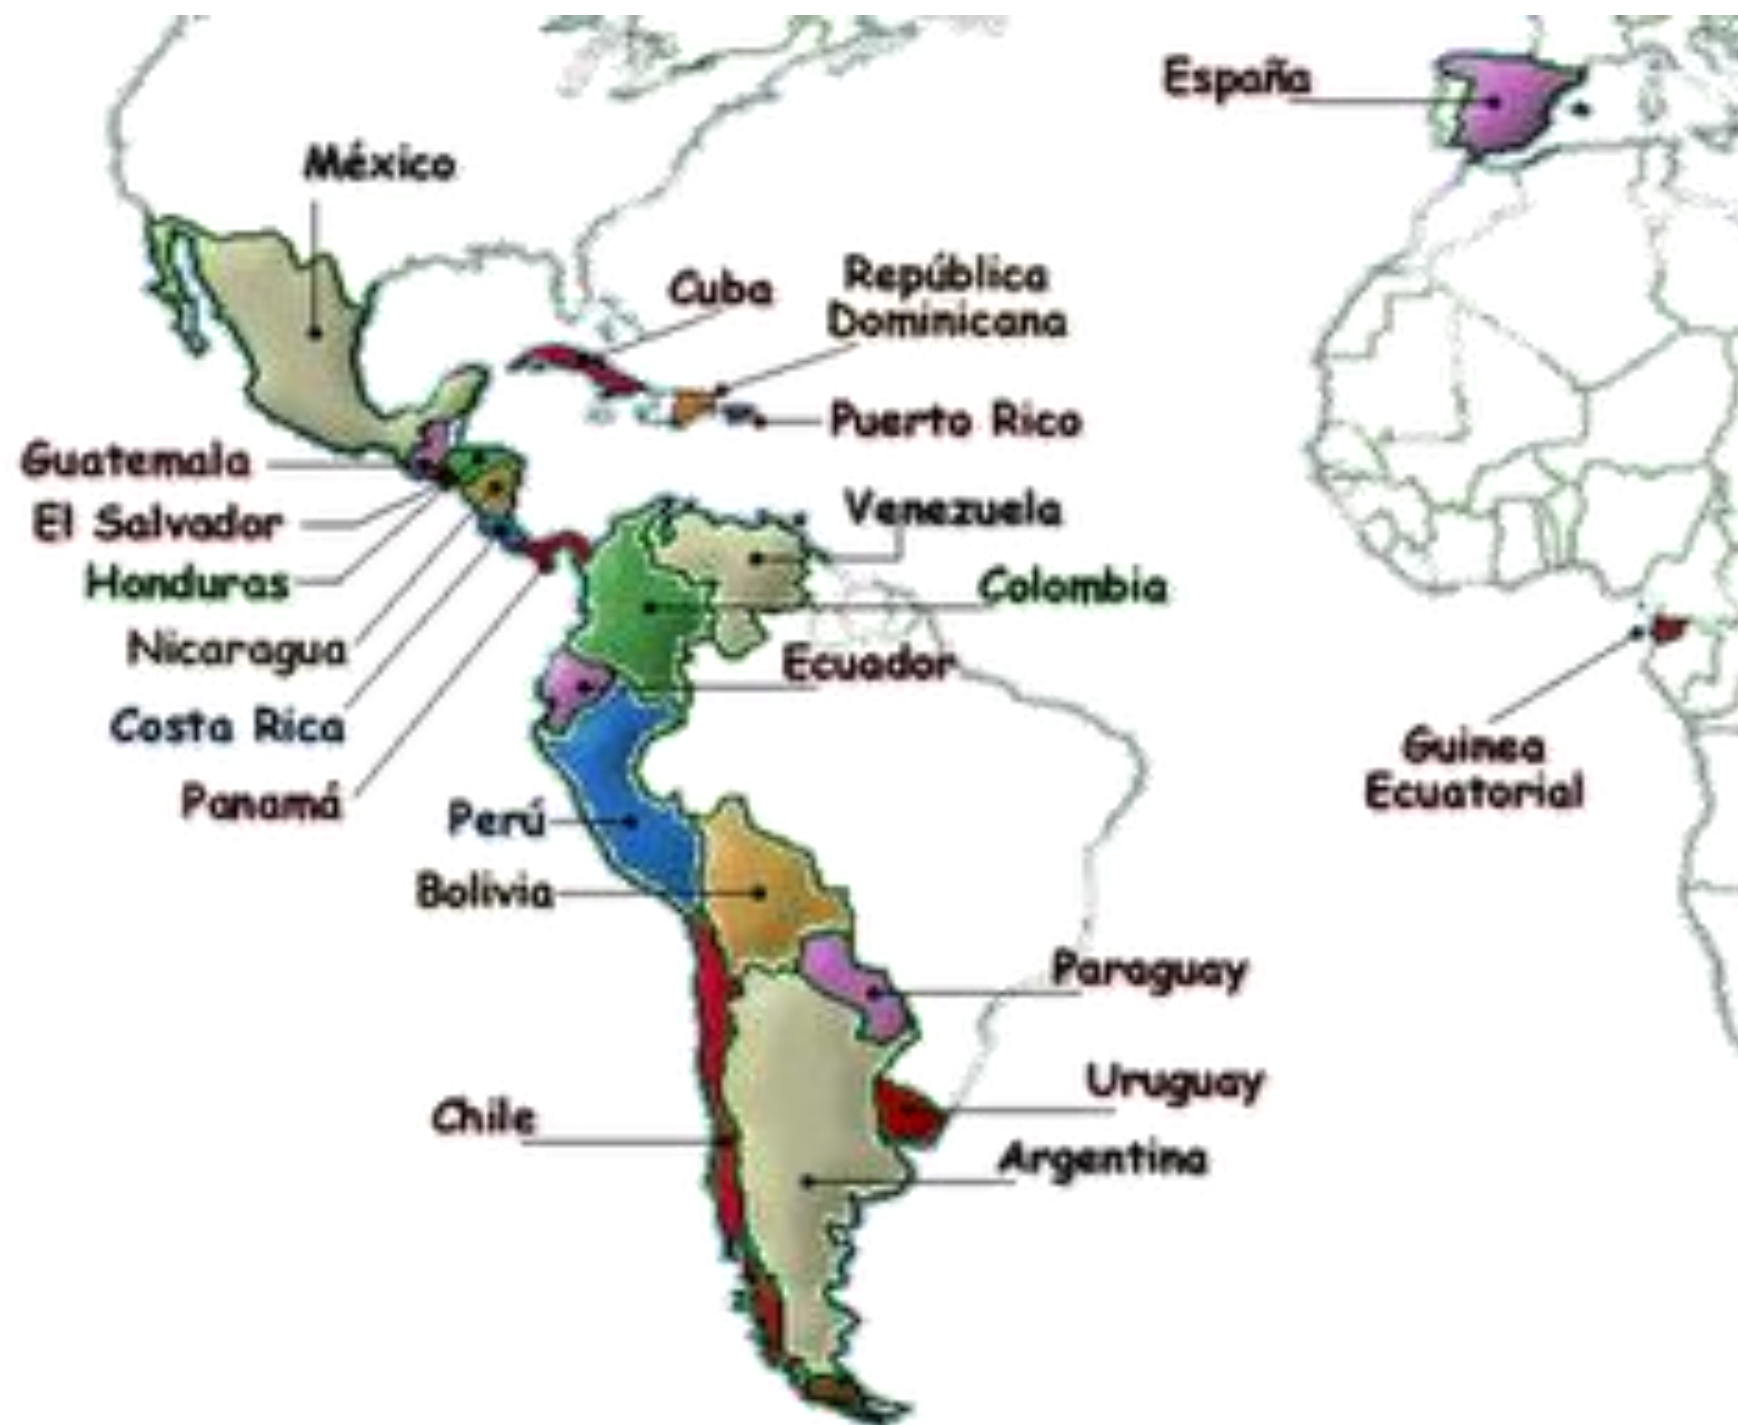 España
México
Cuba
República
Dominicana
Puerto Rico
Guatemala
El Salvador
Honduras
Nicaragua
Costa Rica
Panamá
Venezuela
Colombia
Ecuador
Guinea
Ecuatorial
Perú
Bolivia
Paraguay
Uruguay
Chile
Argentina